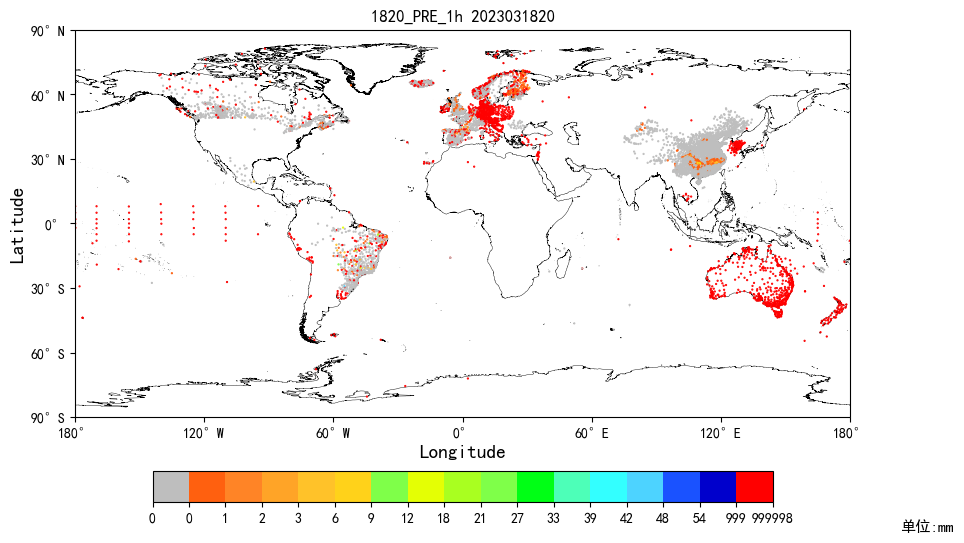 1820_PRE_1h 2023031820
90° N
60° N
30° N
0°
30° S
60° S
90° S
Latitude
180° 120° W 60° W 0° 60° E 120° E 180°
Longitude
0 0 1 2 3 6 9 12 18 21 27 33 39 42 48 54 999 999998
单位:mm